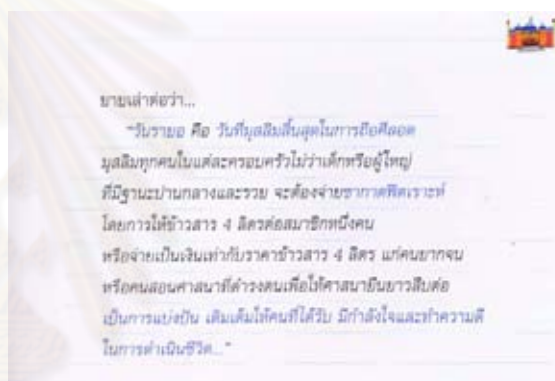 ยายเล่าต่อว่า...
"วันรายอ คือ วันที่มุสลิมสิ้นสุดในการถือศีลอด
มุสลิมทุกคนในแต่ละครอบครัวไม่ว่าเด็กหรือผู้ใหญ่
ที่มีฐานะปานกลางและรวย จะต้องจ่ายซากาตฟิตเราะห์
โดยการให้ข้าวสาร 4 ลิตรต่อสมาชิกหนึ่งคน
หรือจ่ายเป็นเงินเท่ากับราคาข้าวสาร 4 ลิตร แก่คนยากจน
หรือคนสอนศาสนาที่ดำรงตนเพื่อให้ศาสนายืนยาวสืบต่อ
เป็นการแบ่งปัน เติมเต็มให้คนที่ได้รับ มีกำลังใจและทำความดี
ในการดำเนินชีวิต..."